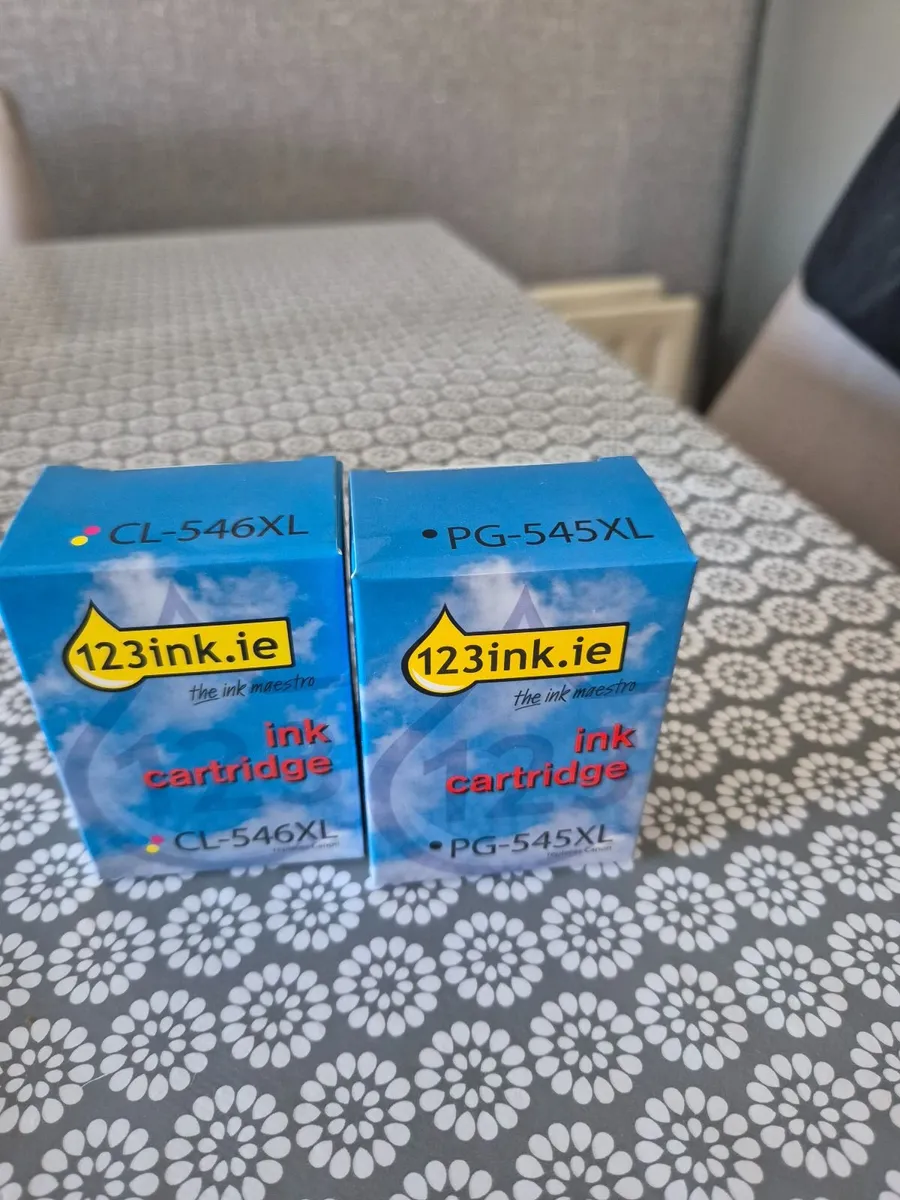 CL-546XL
123ink.ie
the ink maestro
ink
cartridge
CL-546XL
PG-545XL
123ink.ie
the ink maestro
ink
cartridge
PG-545XL